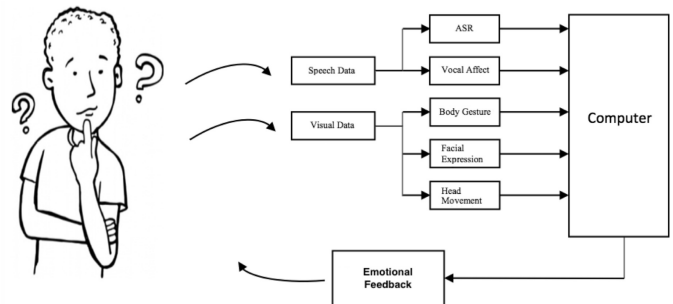 ?
?
Speech Data
Visual Data
ASR
Vocal Affect
Body Gesture
Facial
Expression
Head
Movement
Computer
Emotional
Feedback